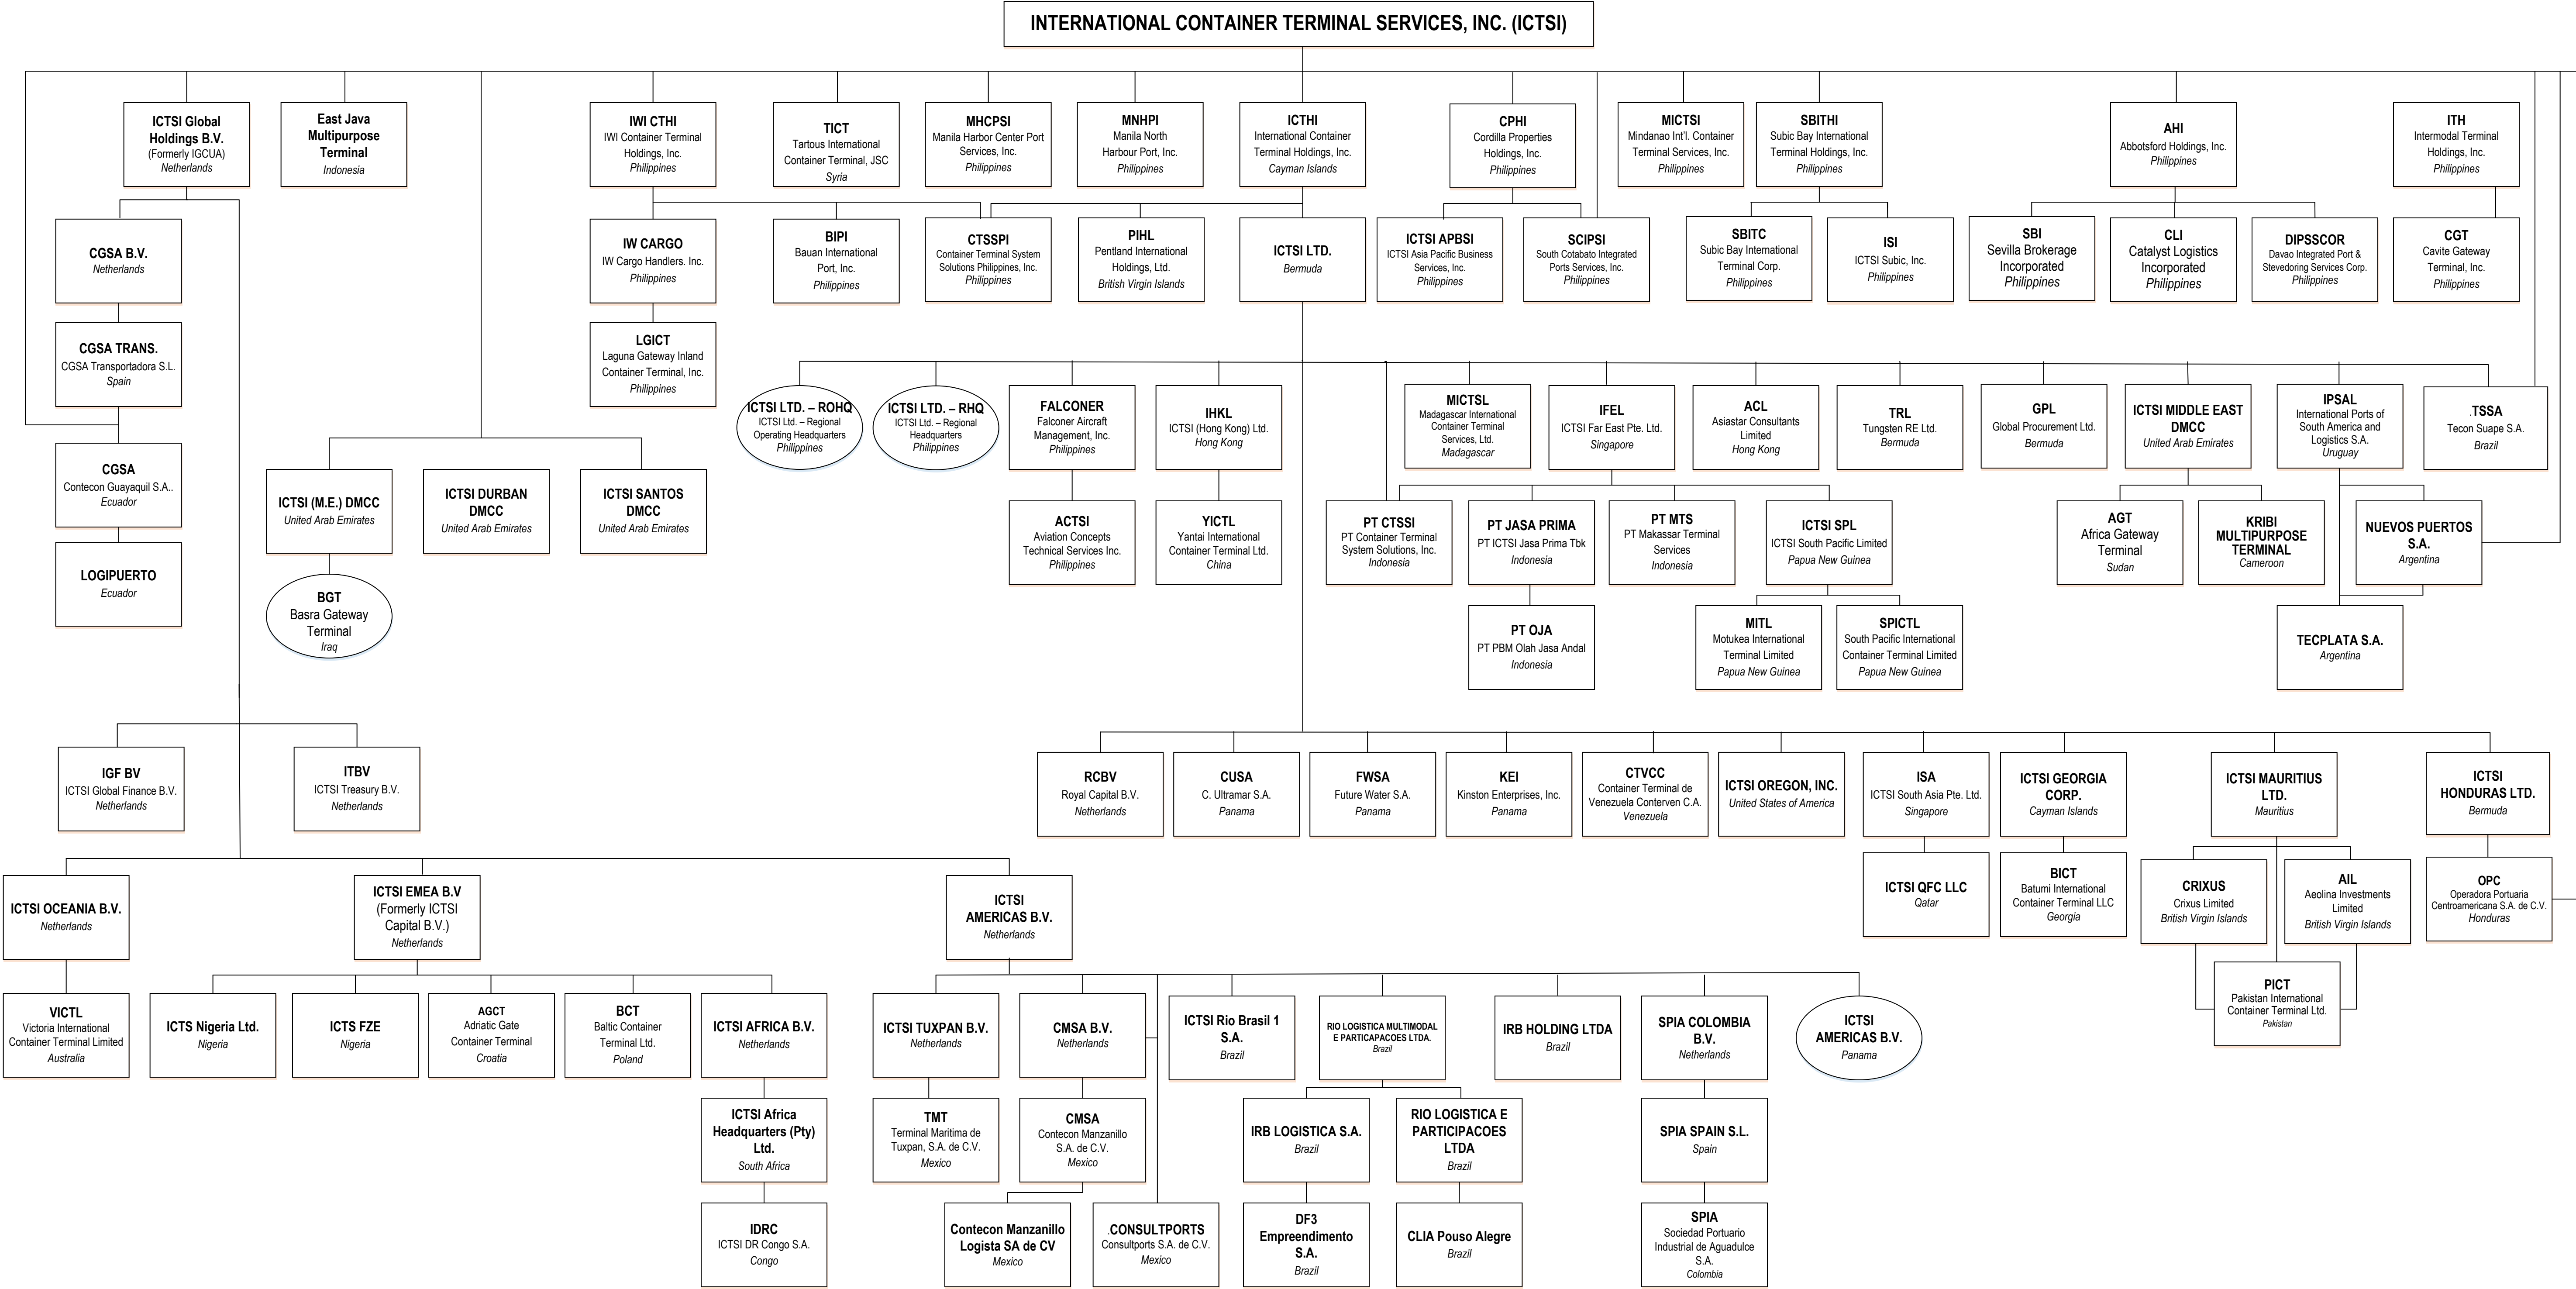 INTERNATIONAL CONTAINER TERMINAL SERVICES, INC. (ICTSI)
ICTSI Global
Holdings B.V.
(Formerly IGCUA)
Netherlands
East Java
Multipurpose
Terminal
Indonesia
IWI CTHI
IWI Container Terminal
Holdings, Inc.
Philippines
TICT
Tartous International
Container Terminal, JSC
Syria
MHCPSI
Manila Harbor Center Port
Services, Inc.
Philippines
MNHPI
Manila North
Harbour Port, Inc.
Philippines
ICTHI
International Container
Terminal Holdings, Inc.
Cayman Islands
CPHI
Cordilla Properties
Holdings, Inc.
Philippines
MICTSI
Mindanao Int'l. Container
Terminal Services, Inc.
Philippines
SBITHI
Subic Bay International
Terminal Holdings, Inc.
Philippines
AHI
Abbotsford Holdings, Inc.
Philippines
ITH
Intermodal Terminal
Holdings, Inc.
Philippines
CGSA B.V.
Netherlands
IW CARGO
IW Cargo Handlers. Inc.
Philippines
BIPI
Bauan International
Port, Inc.
Philippines
CTSSPI
Container Terminal System
Solutions Philippines, Inc.
Philippines
PIHL
Pentland International
Holdings, Ltd.
British Virgin Islands
ICTSI LTD.
Bermuda
ICTSI APBSI
ICTSI Asia Pacific Business
Services, Inc.
Philippines
SCIPSI
South Cotabato Integrated
Ports Services, Inc.
Philippines
SBITC
Subic Bay International
Terminal Corp.
Philippines
ISI
ICTSI Subic, Inc.
Philippines
SBI
Sevilla Brokerage
Incorporated
Philippines
CLI
Catalyst Logistics
Incorporated
Philippines
DIPSSCOR
Davao Integrated Port &
Stevedoring Services Corp.
Philippines
CGT
Cavite Gateway
Terminal, Inc.
Philippines
CGSA TRANS.
CGSA Transportadora S.L.
Spain
LGICT
Laguna Gateway Inland
Container Terminal, Inc.
Philippines
ICTSI LTD. – ROHQ
ICTSI Ltd. – Regional
Operating Headquarters
Philippines
ICTSI LTD. – RHQ
ICTSI Ltd. – Regional
Headquarters
Philippines
FALCONER
Falconer Aircraft
Management, Inc.
Philippines
IHKL
ICTSI (Hong Kong) Ltd.
Hong Kong
MICTSL
Madagascar International
Container Terminal
Services, Ltd.
Madagascar
IFEL
ICTSI Far East Pte. Ltd.
Singapore
ACL
Asiastar Consultants
Limited
Hong Kong
TRL
Tungsten RE Ltd.
Bermuda
GPL
Global Procurement Ltd.
Bermuda
ICTSI MIDDLE EAST
DMCC
United Arab Emirates
IPSAL
International Ports of
South America and
Logistics S.A.
Uruguay
.TSSA
Tecon Suape S.A.
Brazil
CGSA
Contecon Guayaquil S.A..
Ecuador
ICTSI (M.E.) DMCC
United Arab Emirates
ICTSI DURBAN
DMCC
United Arab Emirates
ICTSI SANTOS
DMCC
United Arab Emirates
ACTSI
Aviation Concepts
Technical Services Inc.
Philippines
YICTL
Yantai International
Container Terminal Ltd.
China
PT CTSSI
PT Container Terminal
System Solutions, Inc.
Indonesia
PT JASA PRIMA
PT ICTSI Jasa Prima Tbk
Indonesia
PT MTS
PT Makassar Terminal
Services
Indonesia
ICTSI SPL
ICTSI South Pacific Limited
Papua New Guinea
AGT
Africa Gateway
Terminal
Sudan
KRIBI
MULTIPURPOSE
TERMINAL
Cameroon
NUEVOS PUERTOS
S.A.
Argentina
LOGIPUERTO
Ecuador
BGT
Basra Gateway
Terminal
Iraq
PT OJA
PT PBM Olah Jasa Andal
Indonesia
MITL
Motukea International
Terminal Limited
Papua New Guinea
SPICTL
South Pacific International
Container Terminal Limited
Papua New Guinea
TECPLATA S.A.
Argentina
IGF BV
ICTSI Global Finance B.V.
Netherlands
ITBV
ICTSI Treasury B.V.
Netherlands
RCBV
Royal Capital B.V.
Netherlands
CUSA
C. Ultramar S.A.
Panama
FWSA
Future Water S.A.
Panama
KEI
Kinston Enterprises, Inc.
Panama
CTVCC
Container Terminal de
Venezuela Conterven C.A.
Venezuela
ICTSI OREGON, INC.
United States of America
ISA
ICTSI South Asia Pte. Ltd.
Singapore
ICTSI GEORGIA
CORP.
Cayman Islands
ICTSI MAURITIUS
LTD.
Mauritius
ICTSI
HONDURAS LTD.
Bermuda
ICTSI OCEANIA B.V.
Netherlands
ICTSI EMEA B.V
(Formerly ICTSI
Capital B.V.)
Netherlands
ICTSI
AMERICAS B.V.
Netherlands
ICTSI QFC LLC
Qatar
BICT
Batumi International
Container Terminal LLC
Georgia
CRIXUS
Crixus Limited
British Virgin Islands
AIL
Aeolina Investments
Limited
British Virgin Islands
OPC
Operadora Portuaria
Centroamericana S.A. de C.V.
Honduras
VICTL
Victoria International
Container Terminal Limited
Australia
ICTS Nigeria Ltd.
Nigeria
ICTS FZE
Nigeria
AGCT
Adriatic Gate
Container Terminal
Croatia
BCT
Baltic Container
Terminal Ltd.
Poland
ICTSI AFRICA B.V.
Netherlands
ICTSI TUXPAN B.V.
Netherlands
CMSA B.V.
Netherlands
ICTSI Rio Brasil 1
S.A.
Brazil
RIO LOGISTICA MULTIMODAL
E PARTICAPACOES LTDA.
Brazil
IRB HOLDING LTDA
Brazil
SPIA COLOMBIA
B.V.
Netherlands
ICTSI
AMERICAS B.V.
Panama
PICT
Pakistan International
Container Terminal Ltd.
Pakistan
ICTSI Africa
Headquarters (Pty)
Ltd.
South Africa
TMT
Terminal Maritima de
Tuxpan, S.A. de C.V.
Mexico
CMSA
Contecon Manzanillo
S.A. de C.V.
Mexico
IRB LOGISTICA S.A.
Brazil
RIO LOGISTICA E
PARTICIPACOES
LTDA
Brazil
SPIA SPAIN S.L.
Spain
IDRC
ICTSI DR Congo S.A.
Congo
Contecon Manzanillo
Logista SA de CV
Mexico
.CONSULTPORTS
Consultports S.A. de C.V.
Mexico
DF3
Empreendimento
S.A.
Brazil
CLIA Pouso Alegre
Brazil
SPIA
Sociedad Portuario
Industrial de Aguadulce
S.A.
Colombia